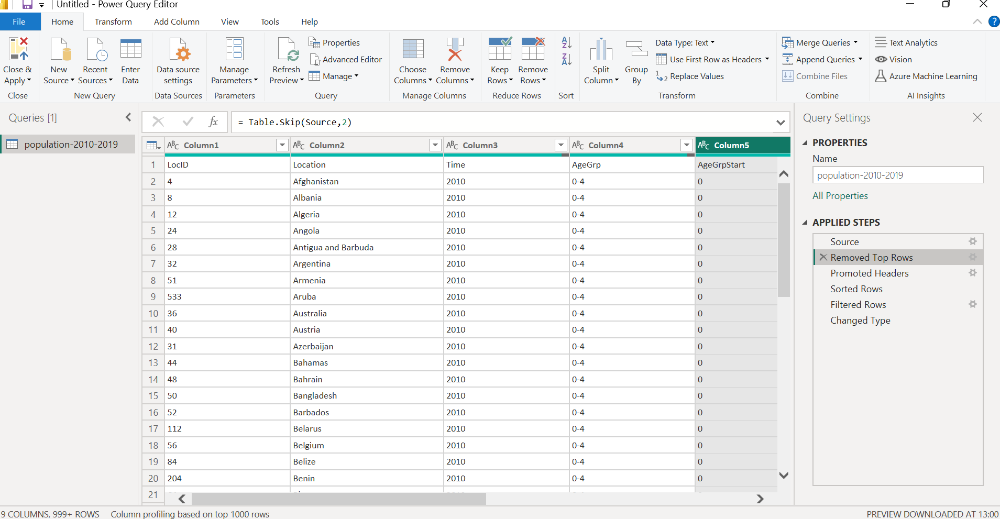 Untitled - Power Query Editor
File Home Transform Add Column View Tools Help
Close & Apply
Close
New Source
Recent Sources
Enter Data
New Query
Data source settings
Data Sources
Manage Parameters
Parameters
Refresh Preview
Properties
Advanced Editor
Manage
Query
Choose Columns
Remove Columns
Manage Columns
Keep Rows
Remove Rows
Reduce Rows
Sort
Split Column
Group By
Data Type: Text
Use First Row as Headers
Replace Values
Transform
Merge Queries
Append Queries
Combine Files
Combine
Text Analytics
Vision
Azure Machine Learning
AI Insights
Queries [1]
population-2010-2019
fx
= Table.Skip(Source,2)
ABC Column1 ABC Column2 ABC Column3 ABC Column4 ABC Column5
1 LocID Location Time AgeGrp AgeGrpStart
2 4 Afghanistan 2010 0-4 0
3 8 Albania 2010 0-4 0
4 12 Algeria 2010 0-4 0
5 24 Angola 2010 0-4 0
6 28 Antigua and Barbuda 2010 0-4 0
7 32 Argentina 2010 0-4 0
8 51 Armenia 2010 0-4 0
9 533 Aruba 2010 0-4 0
10 36 Australia 2010 0-4 0
11 40 Austria 2010 0-4 0
12 31 Azerbaijan 2010 0-4 0
13 44 Bahamas 2010 0-4 0
14 48 Bahrain 2010 0-4 0
15 50 Bangladesh 2010 0-4 0
16 52 Barbados 2010 0-4 0
17 112 Belarus 2010 0-4 0
18 56 Belgium 2010 0-4 0
19 84 Belize 2010 0-4 0
20 204 Benin 2010 0-4 0
21
Query Settings
PROPERTIES
Name
population-2010-2019
All Properties
APPLIED STEPS
Source
Removed Top Rows
Promoted Headers
Sorted Rows
Filtered Rows
Changed Type
9 COLUMNS, 999+ ROWS Column profiling based on top 1000 rows
PREVIEW DOWNLOADED AT 13:00